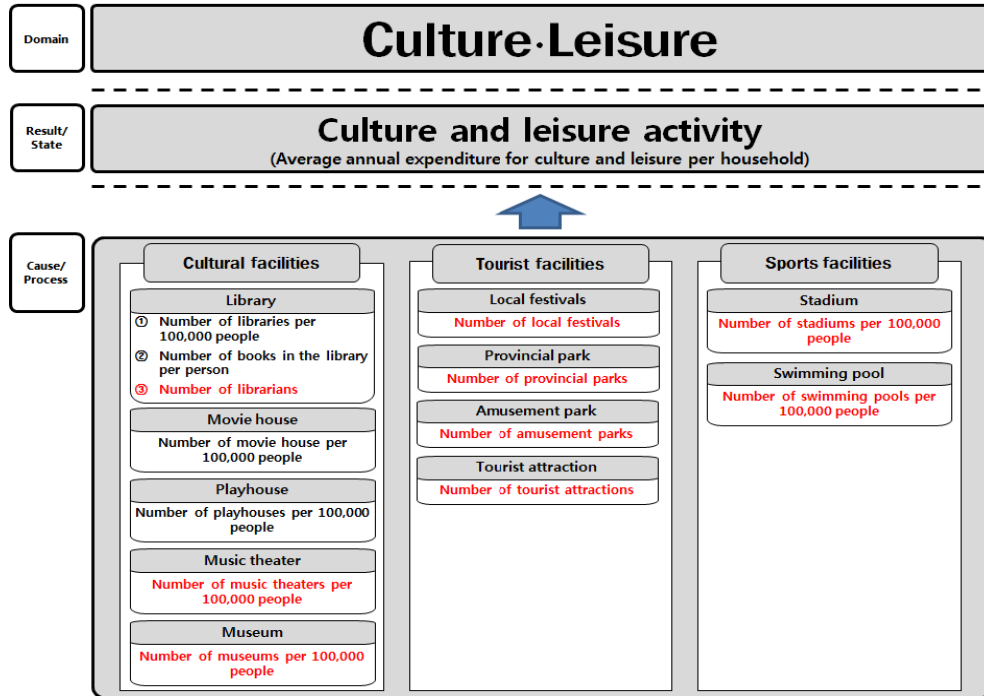 Domain
Culture·Leisure
Result/
State
Culture and leisure activity
(Average annual expenditure for culture and leisure per household)
Cause/
Process
Cultural facilities
Library
① Number of libraries per
100,000 people
② Number of books in the library
per person
③ Number of librarians
Movie house
Number of movie house per
100,000 people
Playhouse
Number of playhouses per 100,000
people
Music theater
Number of music theaters per
100,000 people
Museum
Number of museums per 100,000
people
Tourist facilities
Local festivals
Number of local festivals
Provincial park
Number of provincial parks
Amusement park
Number of amusement parks
Tourist attraction
Number of tourist attractions
Sports facilities
Stadium
Number of stadiums per 100,000
people
Swimming pool
Number of swimming pools per
100,000 people